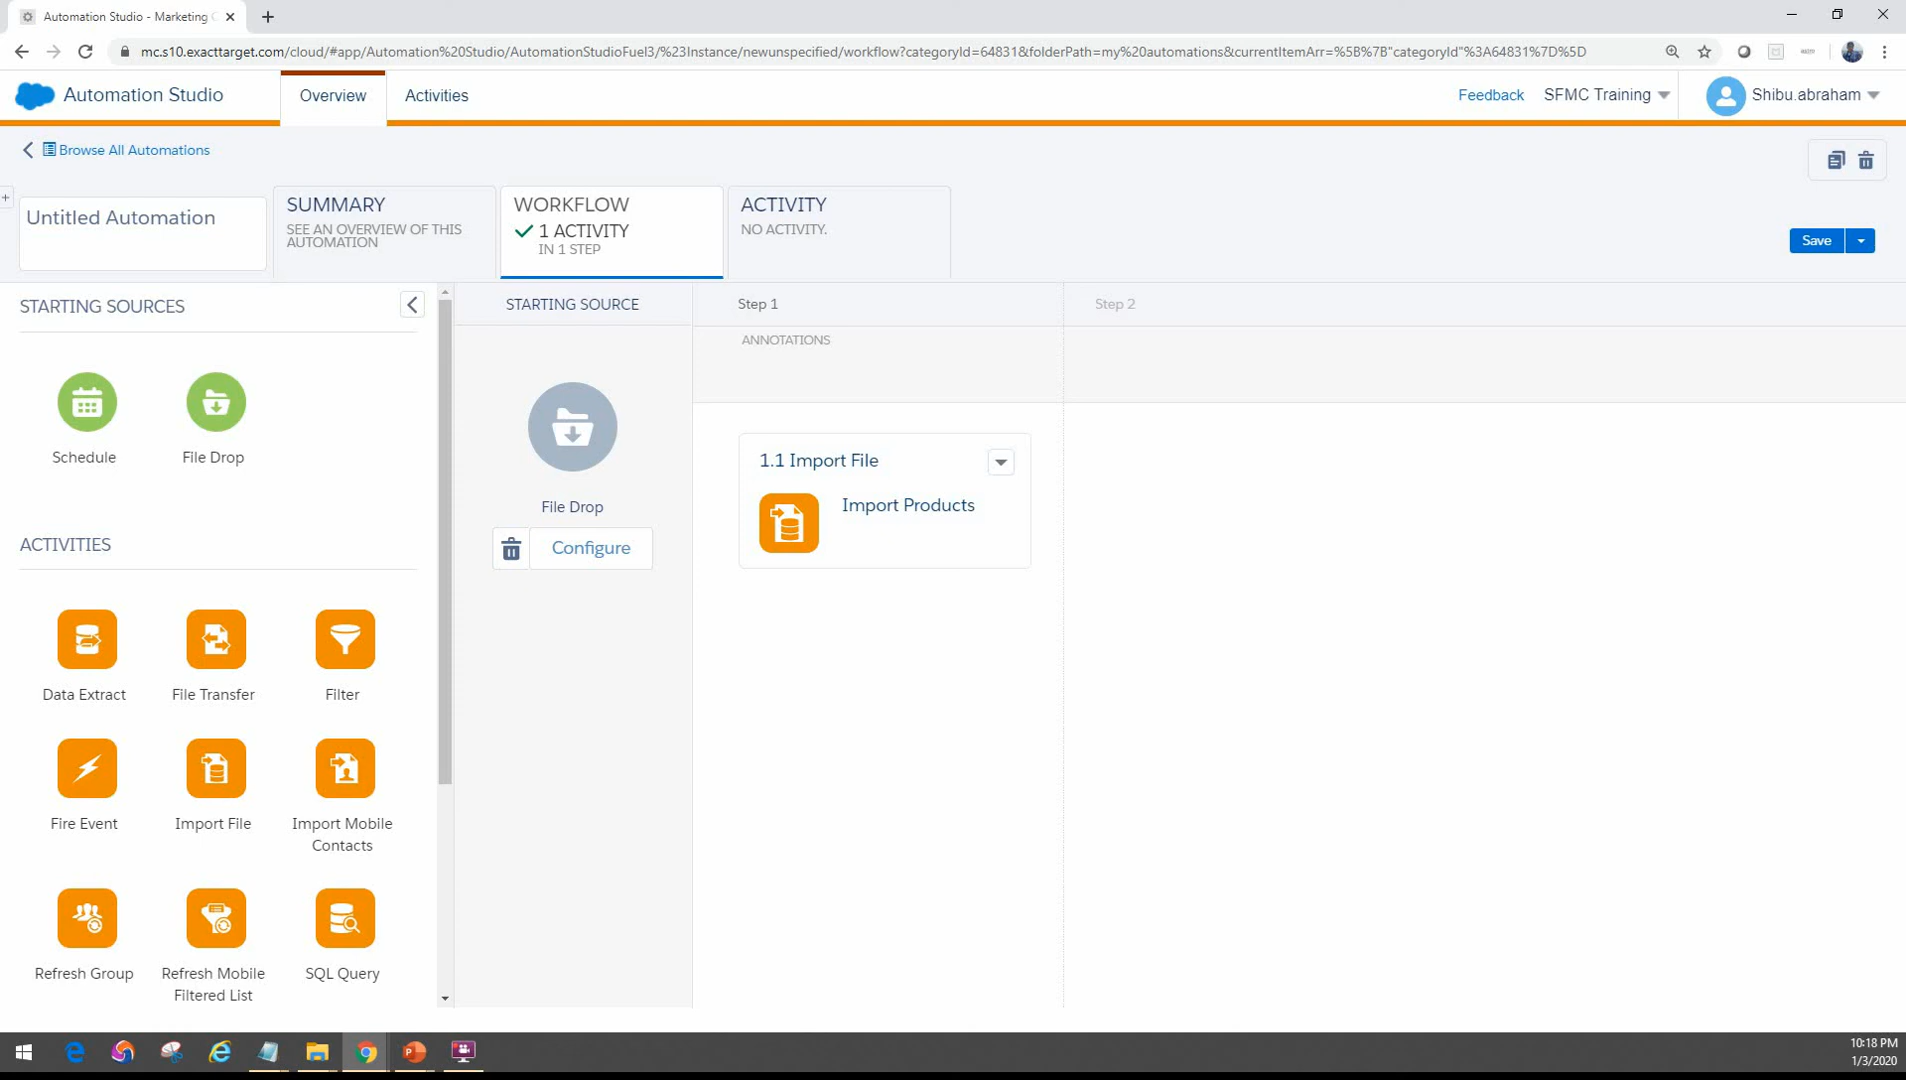 Automation Studio - Marketing C
mc.s10.exacttarget.com/cloud/#app/Automation%20Studio/AutomationStudioFuel3/%23Instance/newunspecified/workflow?categoryId=64831&folderPath=my%20automations&currentItemArr=%5B%7B"categoryId"%3A64831%7D%5D
Automation Studio
Overview
Activities
Feedback
SFMC Training
Shibu.abraham
Browse All Automations
Untitled Automation
SUMMARY
SEE AN OVERVIEW OF THIS
AUTOMATION
WORKFLOW
1 ACTIVITY
IN 1 STEP
ACTIVITY
NO ACTIVITY.
Save
STARTING SOURCES
Schedule
File Drop
ACTIVITIES
Data Extract
File Transfer
Filter
Fire Event
Import File
Import Mobile
Contacts
Refresh Group
Refresh Mobile
Filtered List
SQL Query
STARTING SOURCE
File Drop
Configure
Step 1
Step 2
ANNOTATIONS
1.1 Import File
Import Products
10:18 PM
1/3/2020